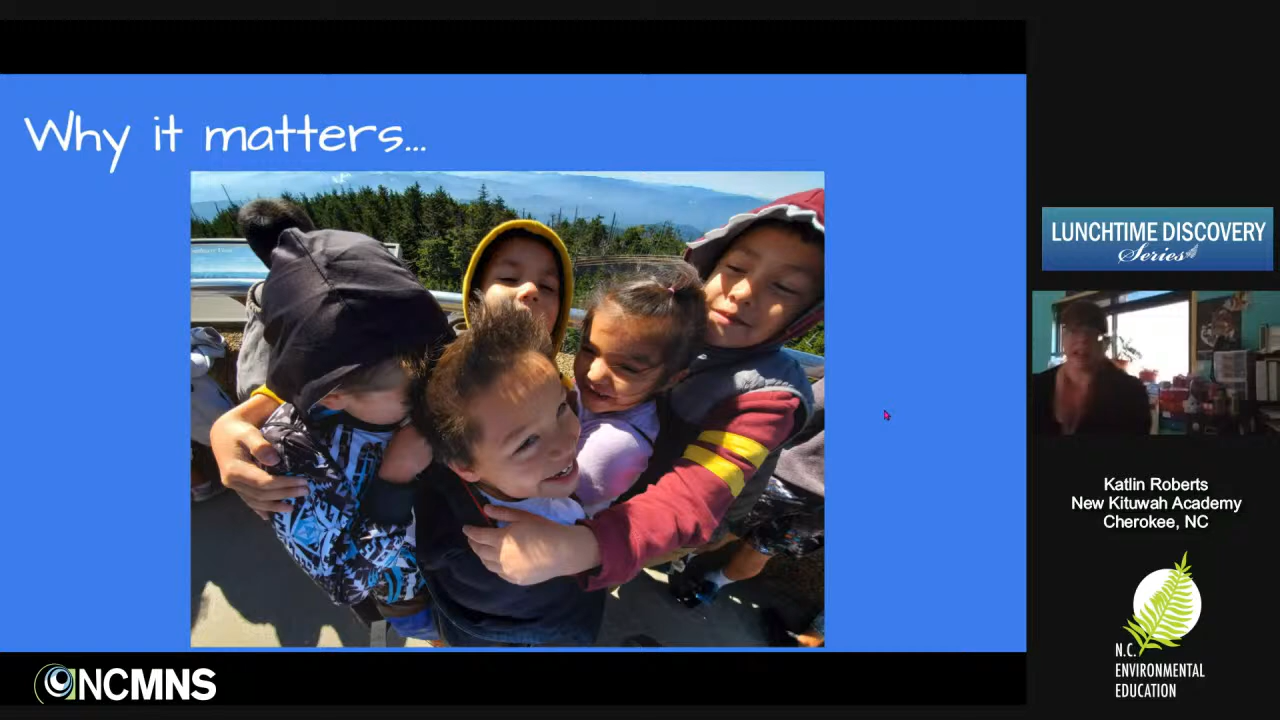 Why it matters...
LUNCHTIME DISCOVERY
Series
Katlin Roberts
New Kituwah Academy
Cherokee, NC
N.C.
ENVIRONMENTAL
EDUCATION
NCMNS